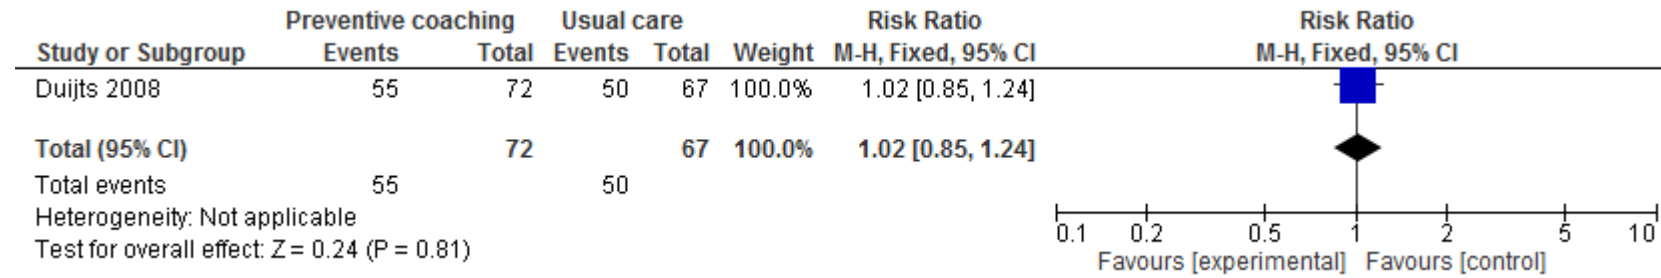 Preventive coaching Usual care Risk Ratio Risk Ratio
Study or Subgroup Events Total Events Total Weight M-H, Fixed, 95% CI M-H, Fixed, 95% CI
Duijts 2008 55 72 50 67 100.0% 1.02 [0.85, 1.24]
Total (95% CI) 72 67 100.0% 1.02 [0.85, 1.24]
Total events 55 50
Heterogeneity: Not applicable
Test for overall effect: Z = 0.24 (P = 0.81)
0.1 0.2 0.5 1 2 5 10
Favours [experimental] Favours [control]